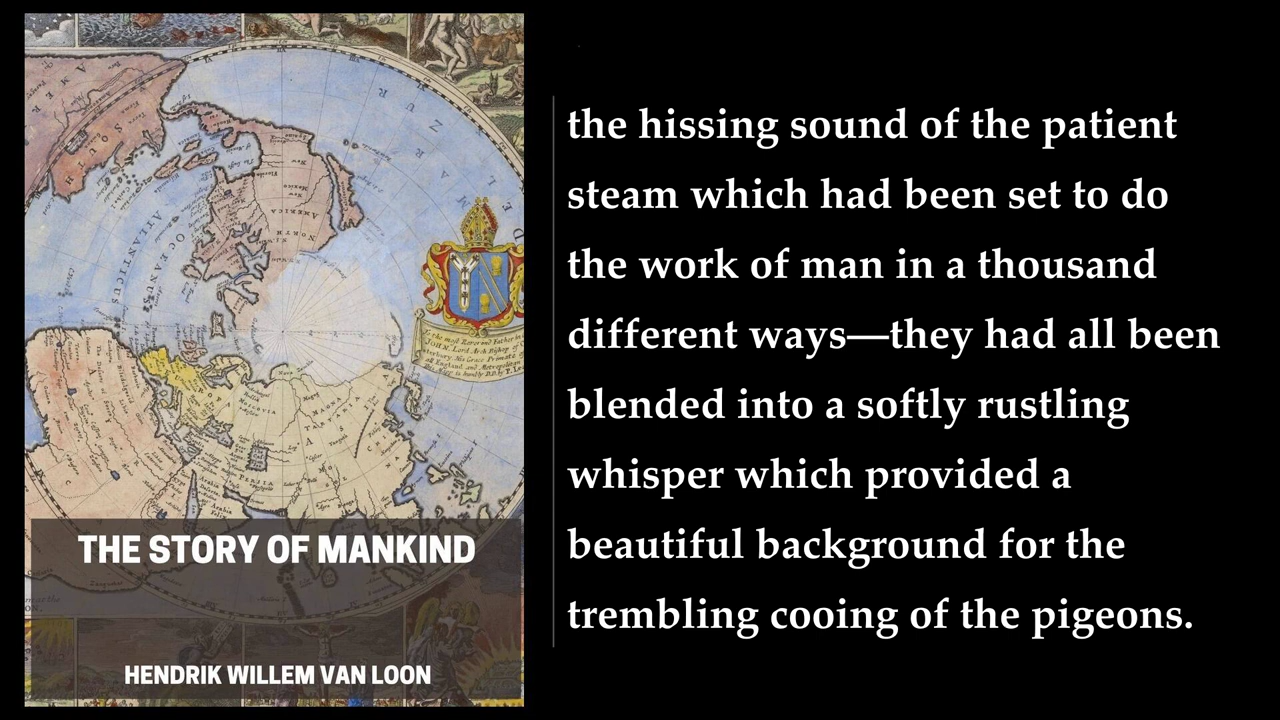 THE STORY OF MANKIND
HENDRIK WILLEM VAN LOON
the hissing sound of the patient
steam which had been set to do
the work of man in a thousand
different ways—they had all been
blended into a softly rustling
whisper which provided a
beautiful background for the
trembling cooing of the pigeons.